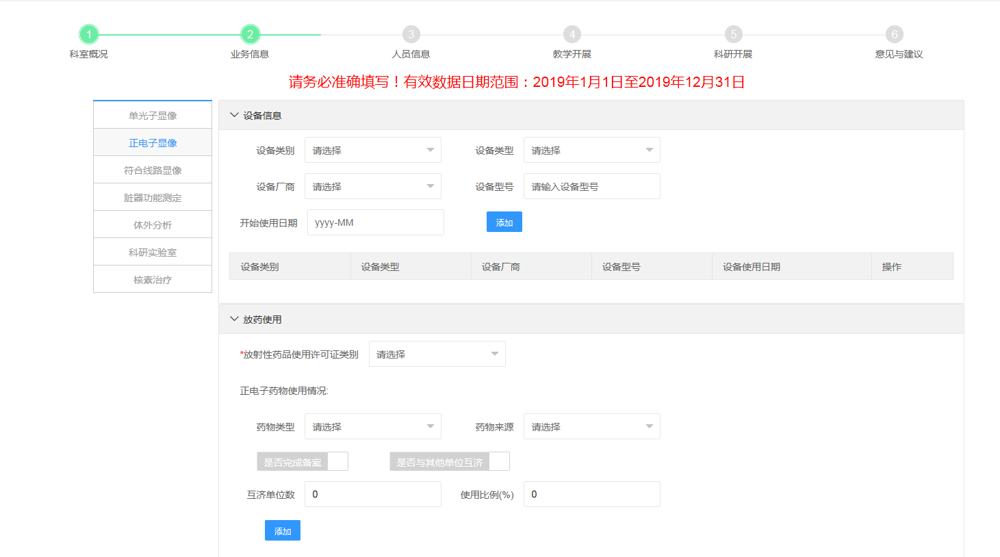 1 2 3 4 5 6
科室概况 业务信息 人员信息 教学开展 科研开展 意见与建议
请务必准确填写！有效数据日期范围：2019年1月1日至2019年12月31日
单光子显像
正电子显像
符合线路显像
脏器功能测定
体外分析
科研实验室
核素治疗
设备信息
设备类别 请选择 设备类型 请选择
设备厂商 请选择 设备型号 请输入设备型号
开始使用日期 yyyy-MM 添加
设备类别 设备类型 设备厂商 设备型号 设备使用日期 操作
放药使用
*放射性药品使用许可证类别 请选择
正电子药物使用情况:
药物类型 请选择 药物来源 请选择
是否完成备室 是否与其他单位互济
互济单位数 0 使用比例(%) 0
添加